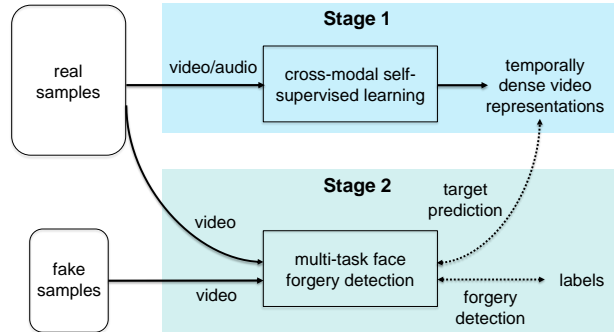 Stage 1
real
samples
video/audio
cross-modal self-
supervised learning
temporally
dense video
representations
Stage 2
target
prediction
video
multi-task face
forgery detection
fake
samples
video
forgery
detection
labels